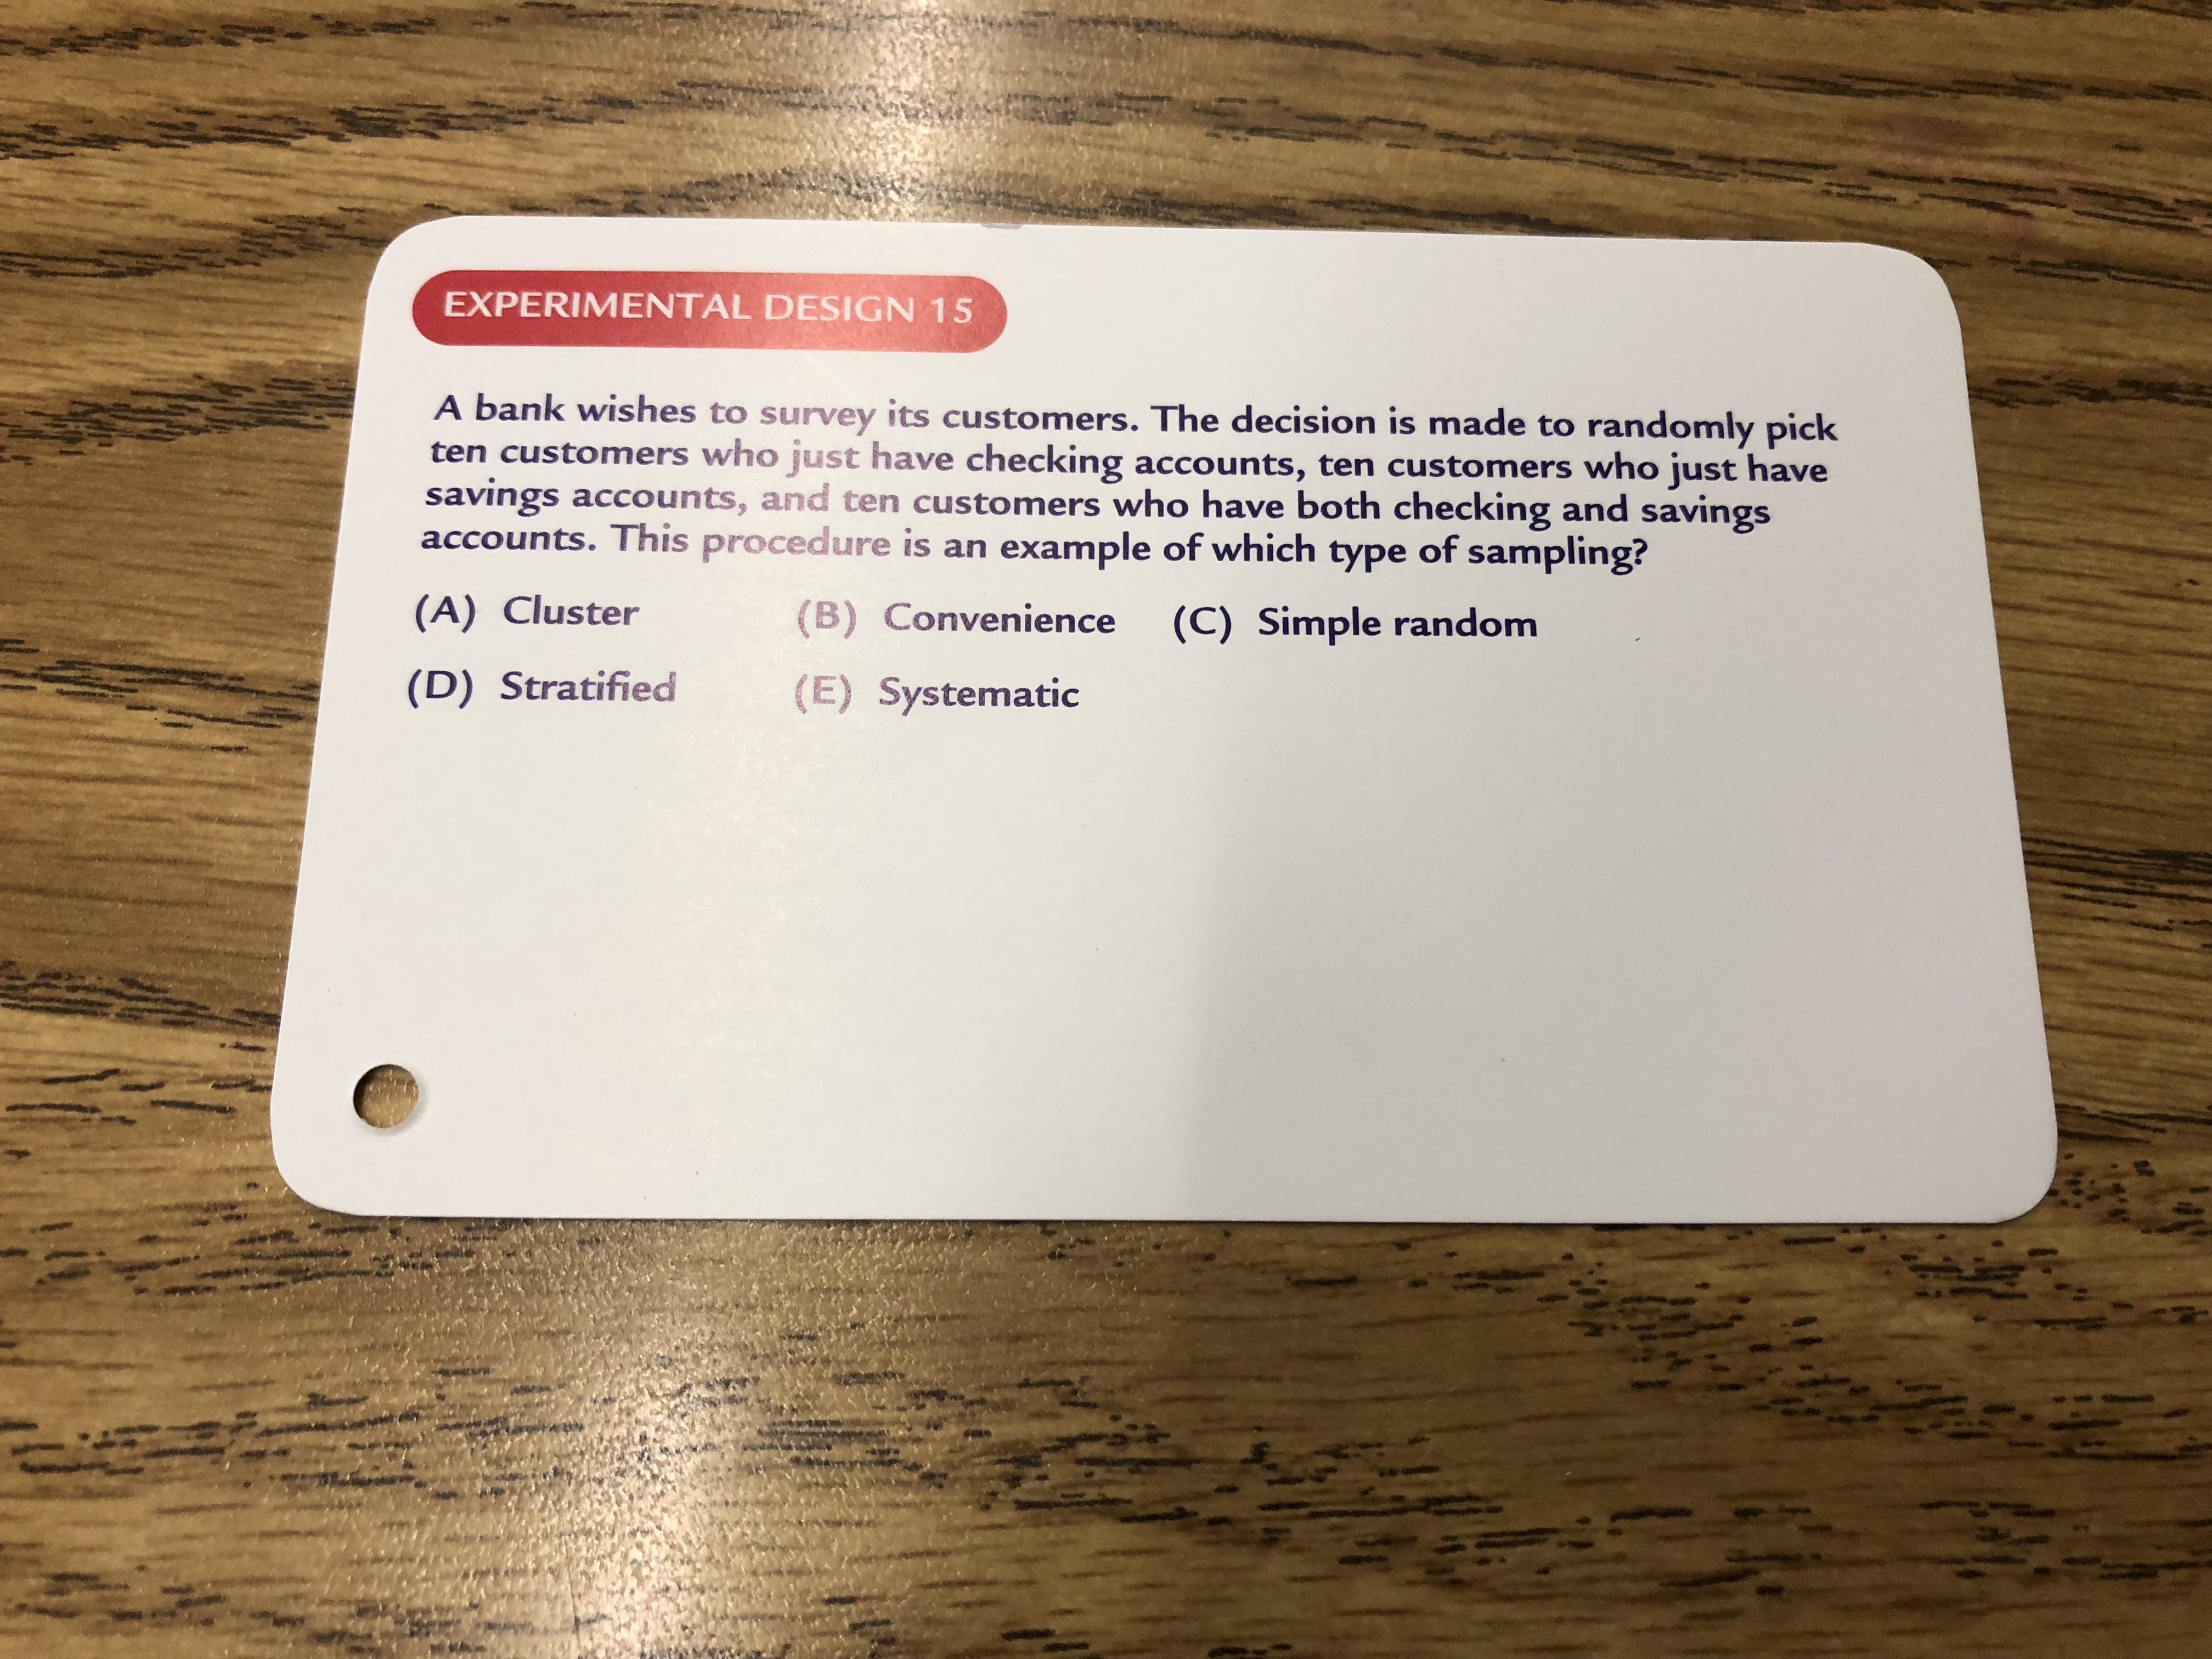 EXPERIMENTAL DESIGN 15
A bank wishes to survey its customers. The decision is made to randomly pick
ten customers who just have checking accounts, ten customers who just have
savings accounts, and ten customers who have both checking and savings
accounts. This procedure is an example of which type of sampling?
(A) Cluster (B) Convenience (C) Simple random
(D) Stratified (E) Systematic